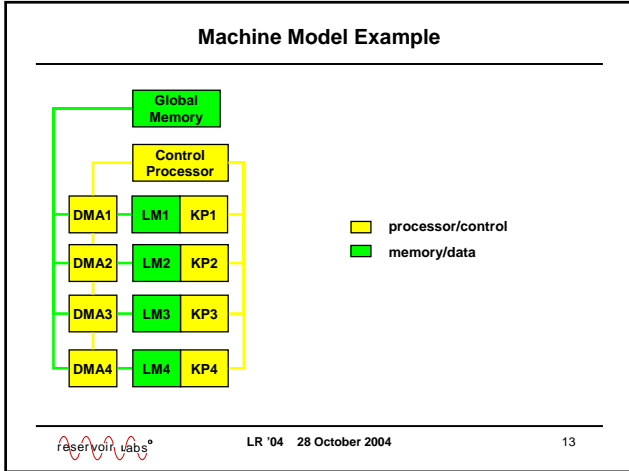 Machine Model Example
Global
Memory
Control
Processor
DMA1 LM1 KP1
DMA2 LM2 KP2
DMA3 LM3 KP3
DMA4 LM4 KP4
processor/control
memory/data
reservoir labs
LR '04 28 October 2004
13